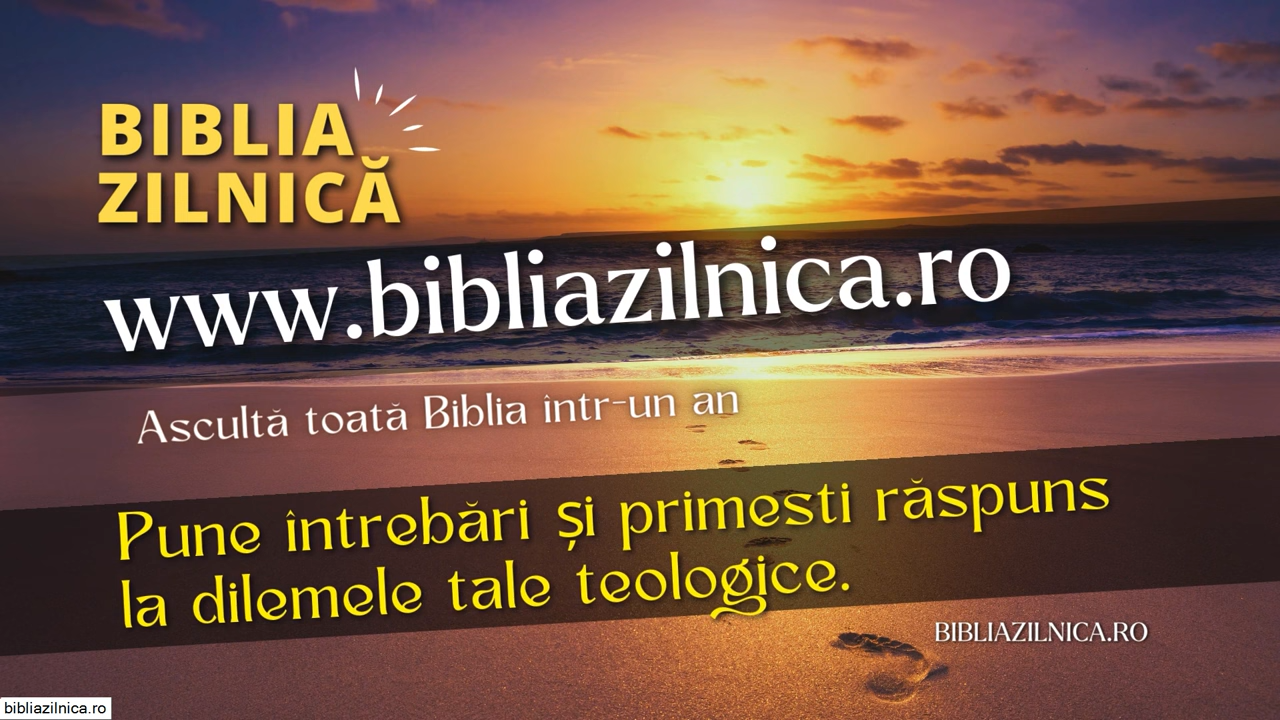 BIBLIA
ZILNICĂ
www.bibliazilnica.ro
Ascultă toată Biblia într-un an
Pune întrebări și primesti răspuns
la dilemele tale teologice.
BIBLIAZILNICA.RO
bibliazilnica.ro